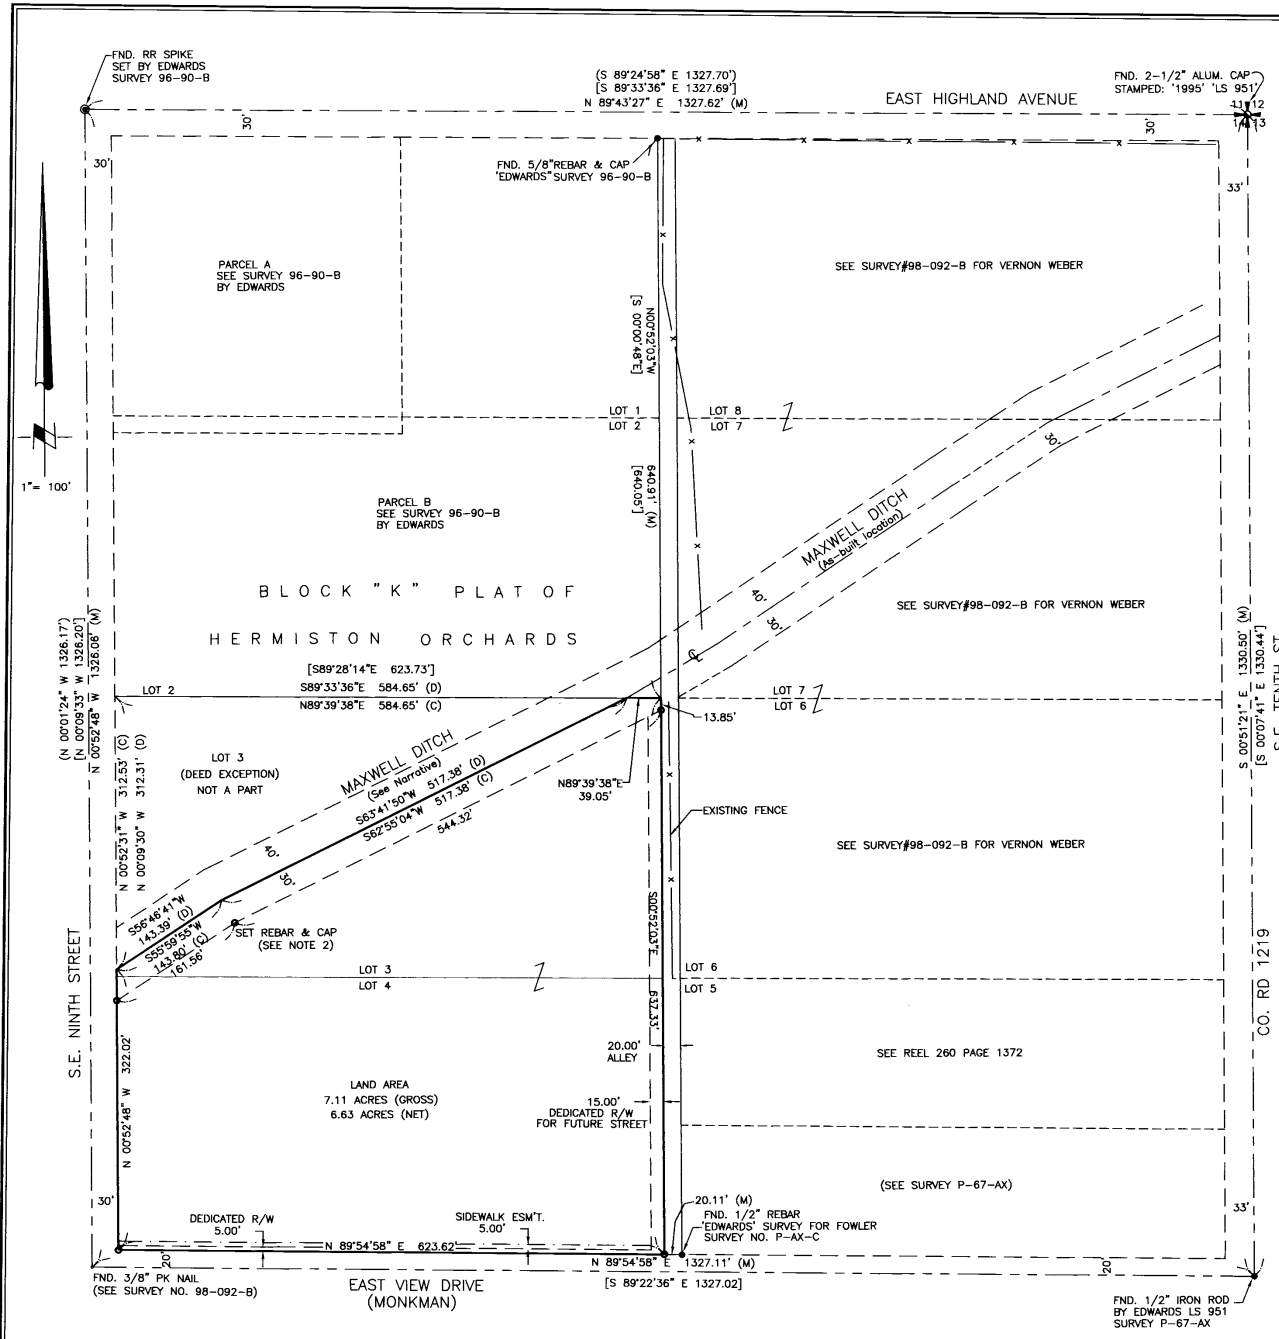 FND. RR SPIKE
SET BY EDWARDS
SURVEY 96-90-B
(S 89°24'58" E 1327.70')
[S 89°33'36" E 1327.69']
N 89°43'27" E 1327.62' (M)
EAST HIGHLAND AVENUE
FND. 2-1/2" ALUM. CAP
STAMPED: '1995' 'LS 951'
11 12
14 13
30'
30'
30'
33'
FND. 5/8"REBAR & CAP
'EDWARDS" SURVEY 96-90-B
PARCEL A
SEE SURVEY 96-90-B
BY EDWARDS
SEE SURVEY#98-092-B FOR VERNON WEBER
N00°52'03"W
[S 00°00'48"E]
LOT 1
LOT 8
LOT 2
LOT 7
30'
1"= 100'
640.91' (M)
[640.05']
PARCEL B
SEE SURVEY 96-90-B
BY EDWARDS
MAXWELL DITCH
(As-built location)
40'
30'
BLOCK "K" PLAT OF
HERMISTON ORCHARDS
SEE SURVEY#98-092-B FOR VERNON WEBER
(N 00°01'24" W 1326.17')
[N 00°09'33" W 1326.20']
N 00°52'48" W 1326.06' (M)
S 00°51'21" E 1330.50' (M)
[S 00°07'41" E 1330.44']
S.E. TENTH ST.
CL
[S89°28'14"E 623.73']
S89°33'36"E 584.65' (D)
N89°39'38"E 584.65' (C)
LOT 2
LOT 7
LOT 6
13.85'
LOT 3
(DEED EXCEPTION)
NOT A PART
MAXWELL DITCH
(See Narrative)
S63°41'50"W 517.38' (D)
S62°55'04"W 517.38' (C)
544.32'
N89°39'38"E
39.05'
N 00°52'31" W 312.53' (C)
N 00°09'30" W 312.31' (D)
EXISTING FENCE
SEE SURVEY#98-092-B FOR VERNON WEBER
40'
30'
S56°46'41"W
143.39' (D)
S55°59'55"W
143.80' (C)
161.56'
SET REBAR & CAP
(SEE NOTE 2)
S00°52'03"E
637.33'
S.E. NINTH STREET
LOT 3
LOT 6
LOT 4
LOT 5
CO. RD 1219
N 00°52'48" W 322.02'
20.00'
ALLEY
SEE REEL 260 PAGE 1372
LAND AREA
7.11 ACRES (GROSS)
6.63 ACRES (NET)
15.00'
DEDICATED R/W
FOR FUTURE STREET
(SEE SURVEY P-67-AX)
30'
33'
20.11' (M)
FND. 1/2" REBAR
'EDWARDS' SURVEY FOR FOWLER
SURVEY NO. P-AX-C
DEDICATED R/W
5.00'
SIDEWALK ESM'T.
5.00'
N 89°54'58" E 623.62'
20'
N 89°54'58" E 1327.11' (M)
[S 89°22'36" E 1327.02]
20'
FND. 3/8" PK NAIL
(SEE SURVEY NO. 98-092-B)
EAST VIEW DRIVE
(MONKMAN)
FND. 1/2" IRON ROD
BY EDWARDS LS 951
SURVEY P-67-AX